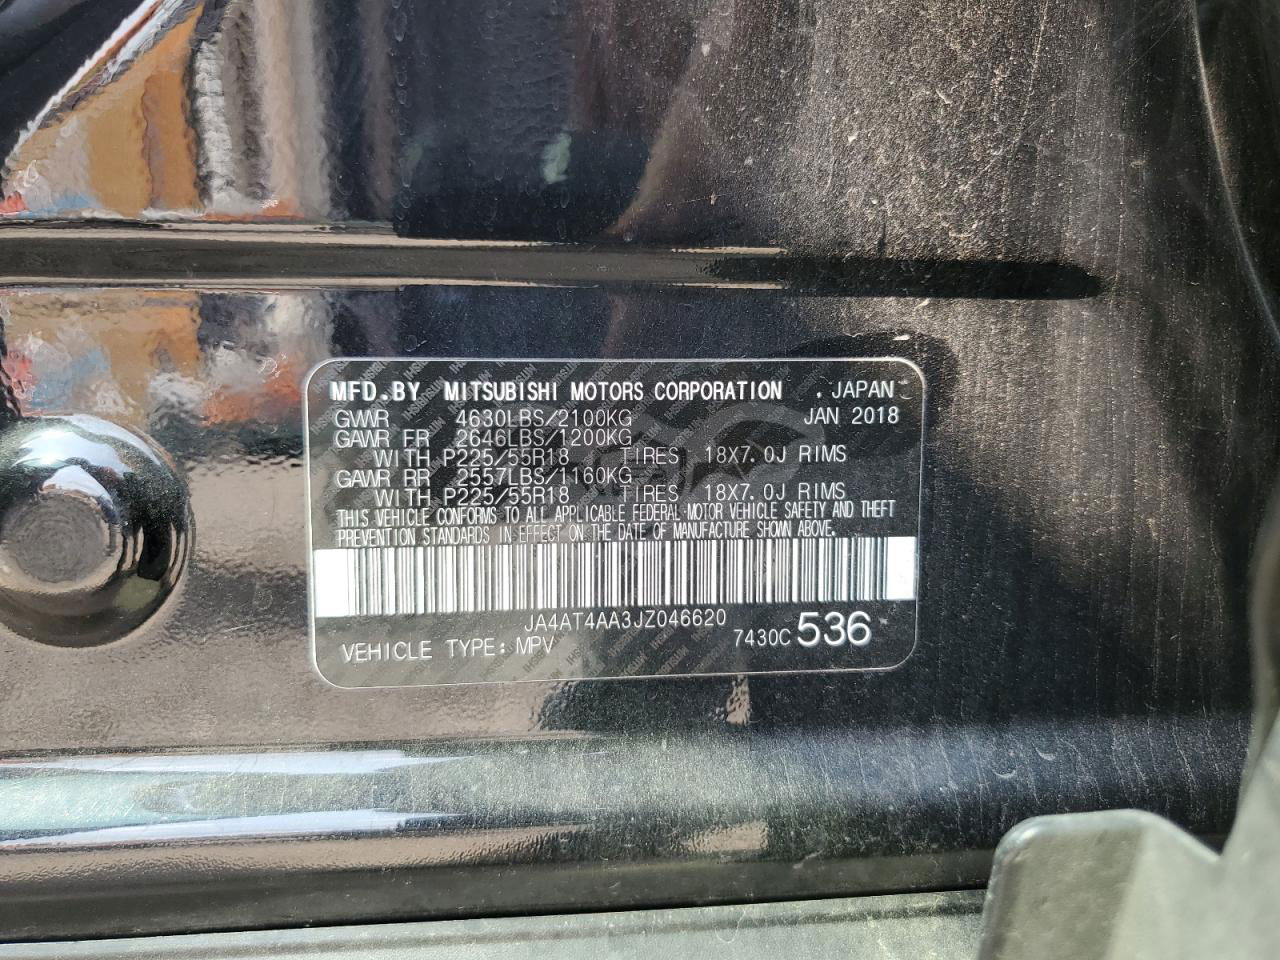 MFD.BY MITSUBISHI MOTORS CORPORATION . JAPAN
GVWR 4630LBS/2100KG JAN 2018
GAWR FR 2646LBS/1200KG
WITH P225/55R18 TIRES 18X7.0J RIMS
GAWR RR 2557LBS/1160KG
WITH P225/55R18 TIRES 18X7.0J RIMS
THIS VEHICLE CONFORMS TO ALL APPLICABLE FEDERAL MOTOR VEHICLE SAFETY AND THEFT
PREVENTION STANDARDS IN EFFECT ON THE DATE OF MANUFACTURE SHOWN ABOVE.
JA4AT4AA3JZ046620
VEHICLE TYPE: MPV 7430C 536